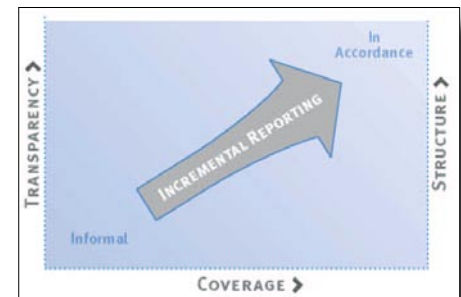 In
Accordance
TRANSPARENCY >
STRUCTURE >
INCREMENTAL REPORTING
Informal
COVERAGE >